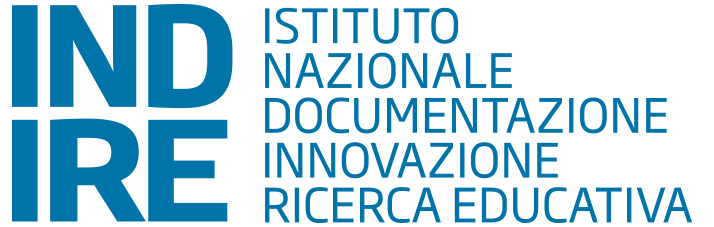 IND
IRE
ISTITUTO
NAZIONALE
DOCUMENTAZIONE
INNOVAZIONE
RICERCA EDUCATIVA